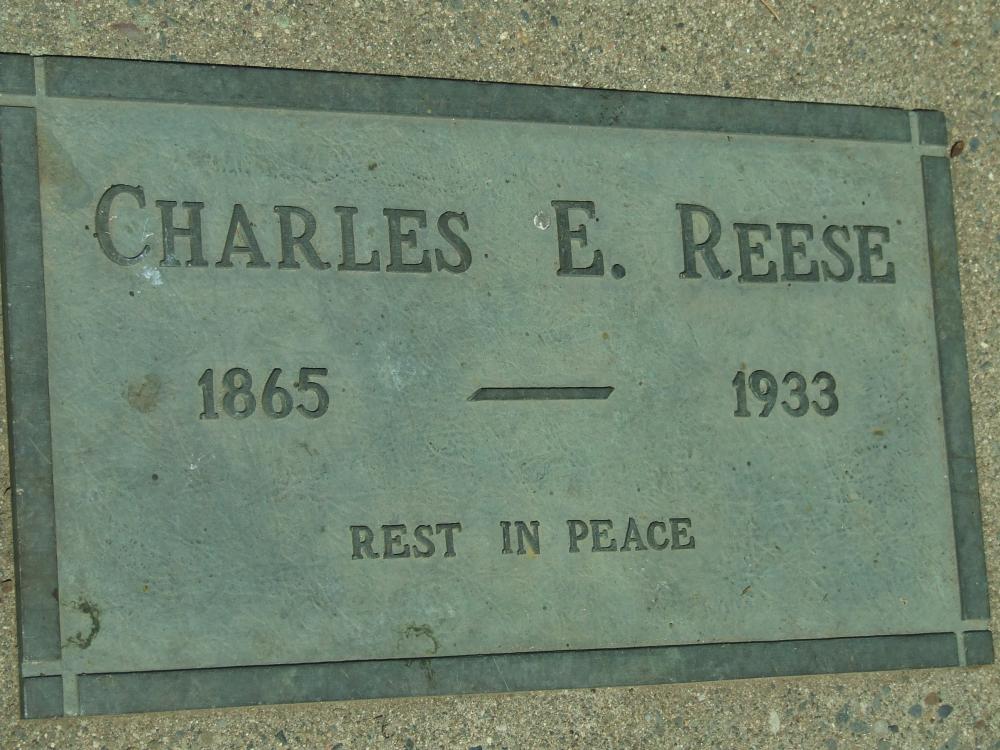 CHARLES E. REESE
1865 — 1933
REST IN PEACE